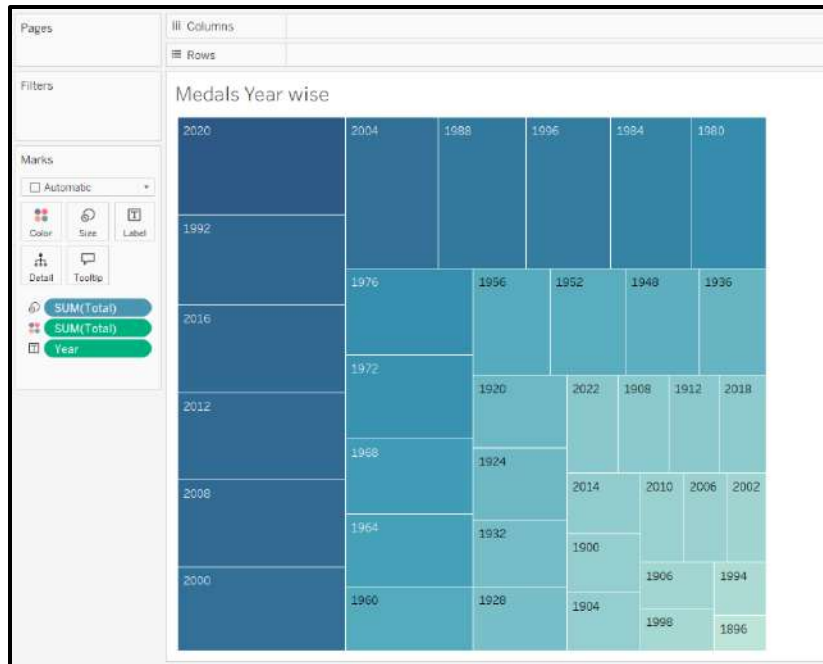 Pages
Columns
Rows
Filters
Marks
Automatic
Color Size Label
Detail Tooltip
SUM(Total)
SUM(Total)
Year
Medals Year wise
2020 2004 1988 1996 1984 1980
1992
1976 1956 1952 1948 1936
2016
1972
1920 2022 1908 1912 2018
2012
1968 1924
2008 2014 2010 2006 2002
1964 1932
1900
2000 1906 1994
1960 1928 1904
1998 1896